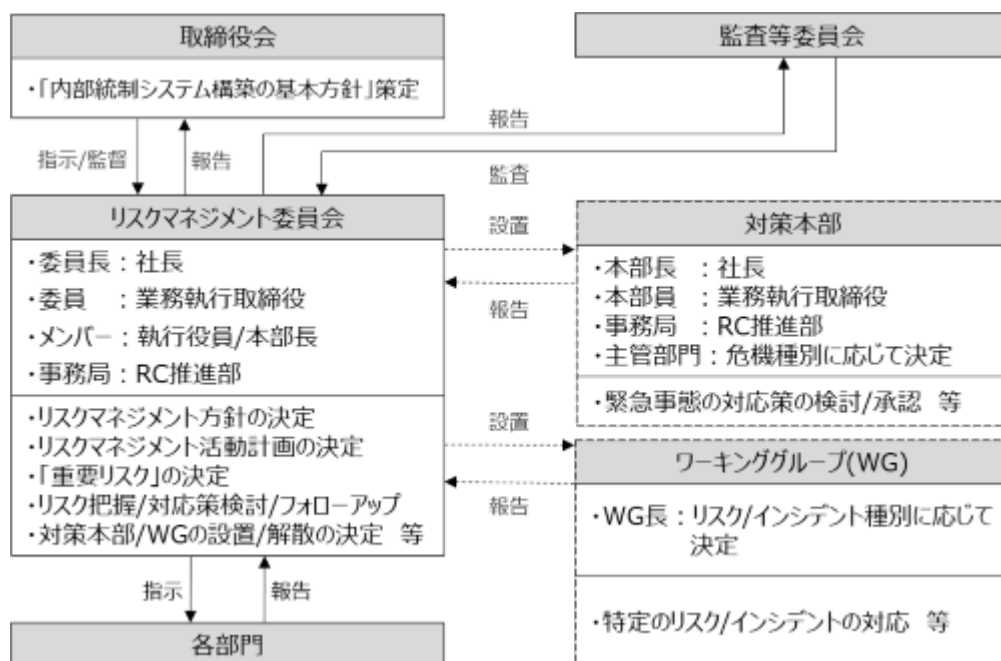 取締役会
・「内部統制システム構築の基本方針」策定
監査等委員会
報告
指示/監督
報告
監査
リスクマネジメント委員会
・委員長：社長
・委員　：業務執行取締役
・メンバー：執行役員/本部長
・事務局：RC推進部
・リスクマネジメント方針の決定
・リスクマネジメント活動計画の決定
・「重要リスク」の決定
・リスク把握/対応策検討/フォローアップ
・対策本部/WGの設置/解散の決定　等
設置
報告
対策本部
・本部長　：社長
・本部員　：業務執行取締役
・事務局　：RC推進部
・主管部門：危機種別に応じて決定
・緊急事態の対応策の検討/承認　等
設置
報告
ワーキンググループ(WG)
・WG長：リスク/インシデント種別に応じて
決定
・特定のリスク/インシデントの対応　等
指示
報告
各部門